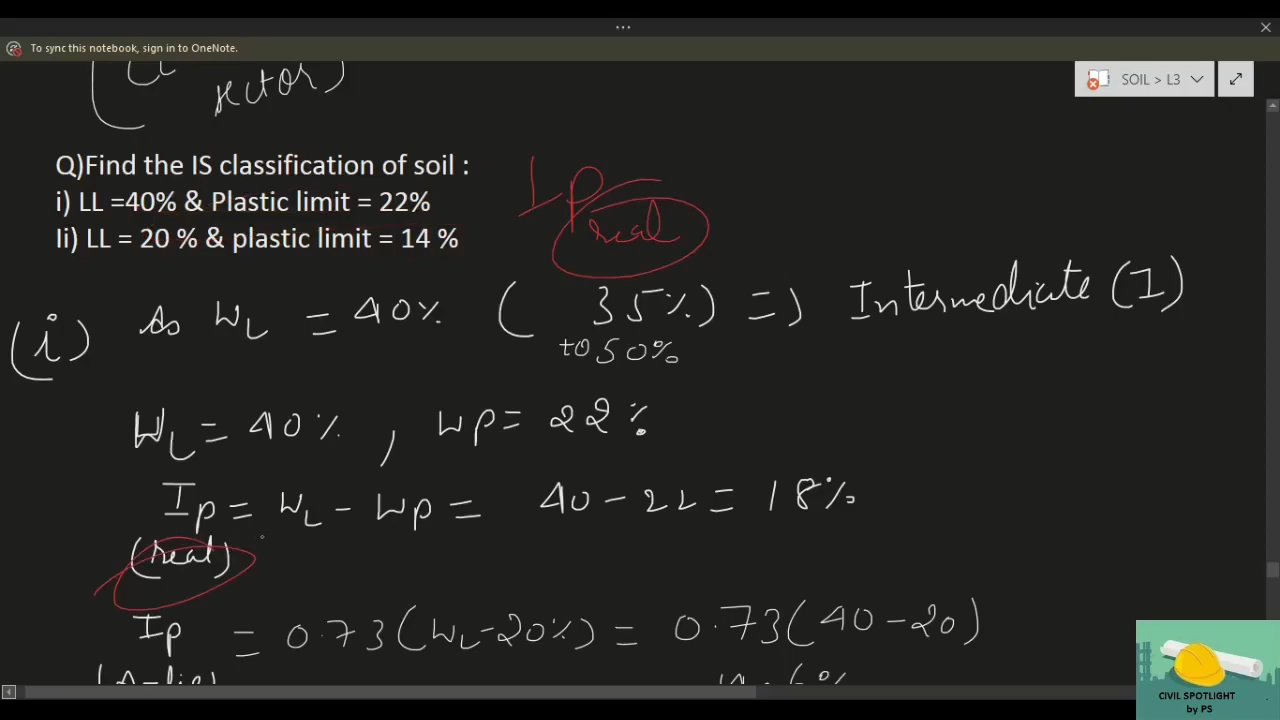 To sync this notebook, sign in to OneNote.
SOIL > L3
sector)
Q)Find the IS classification of soil :
i) LL =40% & Plastic limit = 22%
Ii) LL = 20 % & plastic limit = 14 %
Ip real
(i) As WL = 40% ( 35% to 50% ) => Intermediate (I)
WL = 40% , Wp = 22%
Ip = WL - Wp = 40 - 22 = 18%
(real)
Ip = 0.73(WL-20%) = 0.73(40-20)
CIVIL SPOTLIGHT
by PS